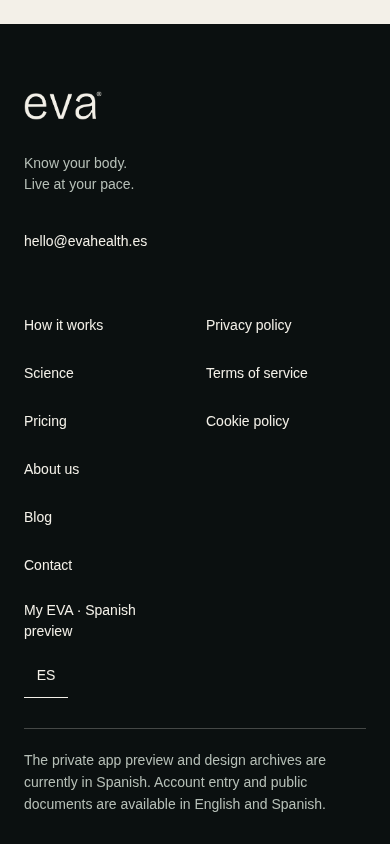 eva®
Know your body.
Live at your pace.
hello@evahealth.es
How it works
Science
Pricing
About us
Blog
Contact
My EVA · Spanish
preview
ES
Privacy policy
Terms of service
Cookie policy
The private app preview and design archives are
currently in Spanish. Account entry and public
documents are available in English and Spanish.